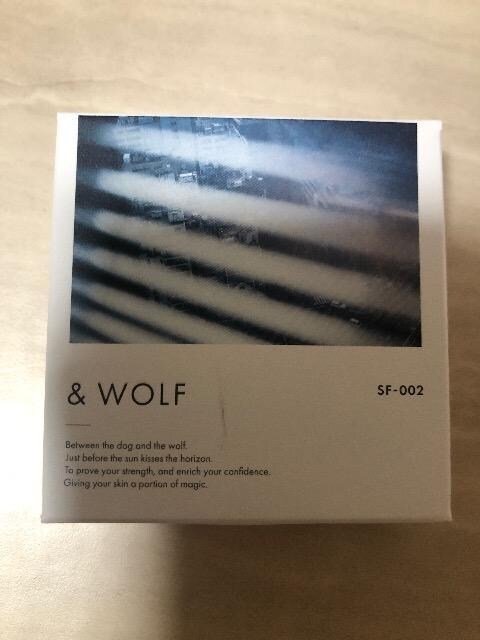 & WOLF
SF-002
Between the dog and the wolf.
Just before the sun kisses the horizon.
To prove your strength, and enrich your confidence.
Giving your skin a portion of magic.